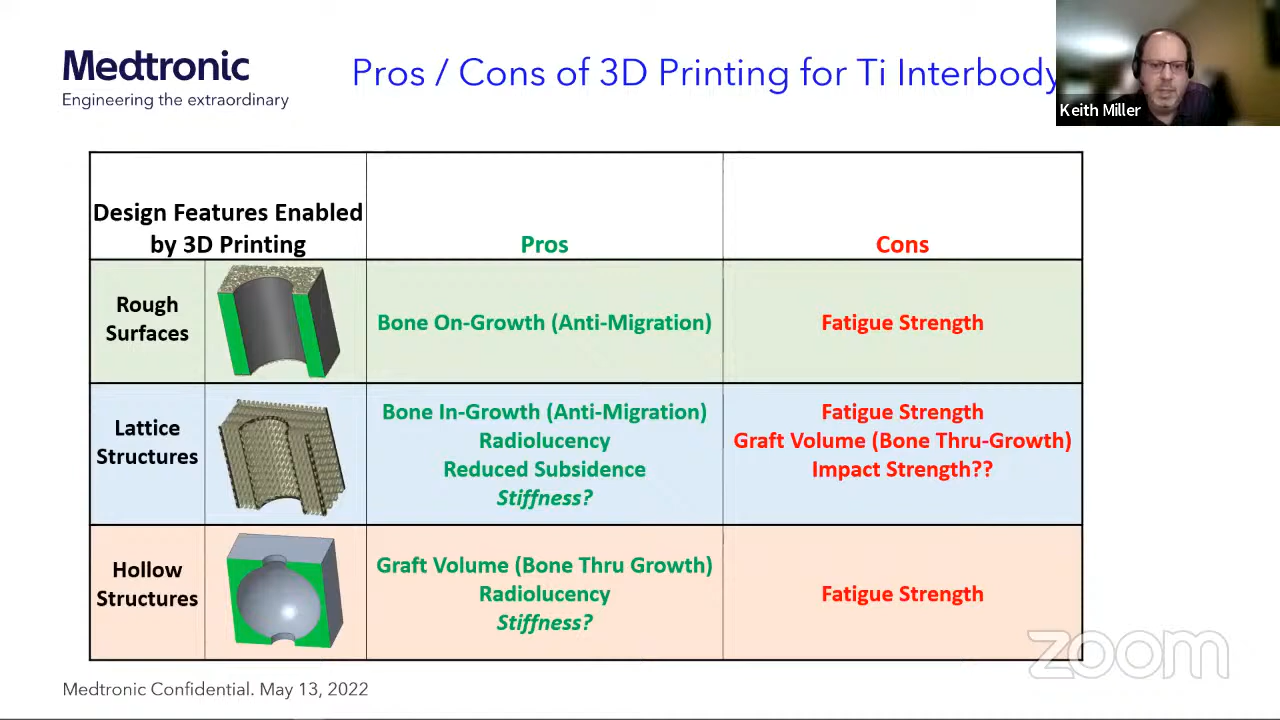 Medtronic
Engineering the extraordinary
Pros / Cons of 3D Printing for Ti Interbody
Keith Miller
Design Features Enabled
by 3D Printing
Pros
Cons
Rough
Surfaces
Bone On-Growth (Anti-Migration)
Fatigue Strength
Lattice
Structures
Bone In-Growth (Anti-Migration)
Radiolucency
Reduced Subsidence
Stiffness?
Fatigue Strength
Graft Volume (Bone Thru-Growth)
Impact Strength??
Hollow
Structures
Graft Volume (Bone Thru Growth)
Radiolucency
Stiffness?
Fatigue Strength
zoom
Medtronic Confidential. May 13, 2022